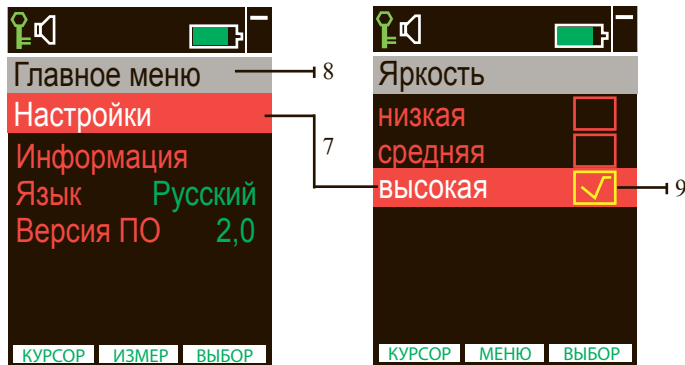 Главное меню
Настройки
Информация
Язык Русский
Версия ПО 2,0
КУРСОР ИЗМЕР ВЫБОР
8
7
Яркость
низкая
средняя
высокая
КУРСОР МЕНЮ ВЫБОР
9